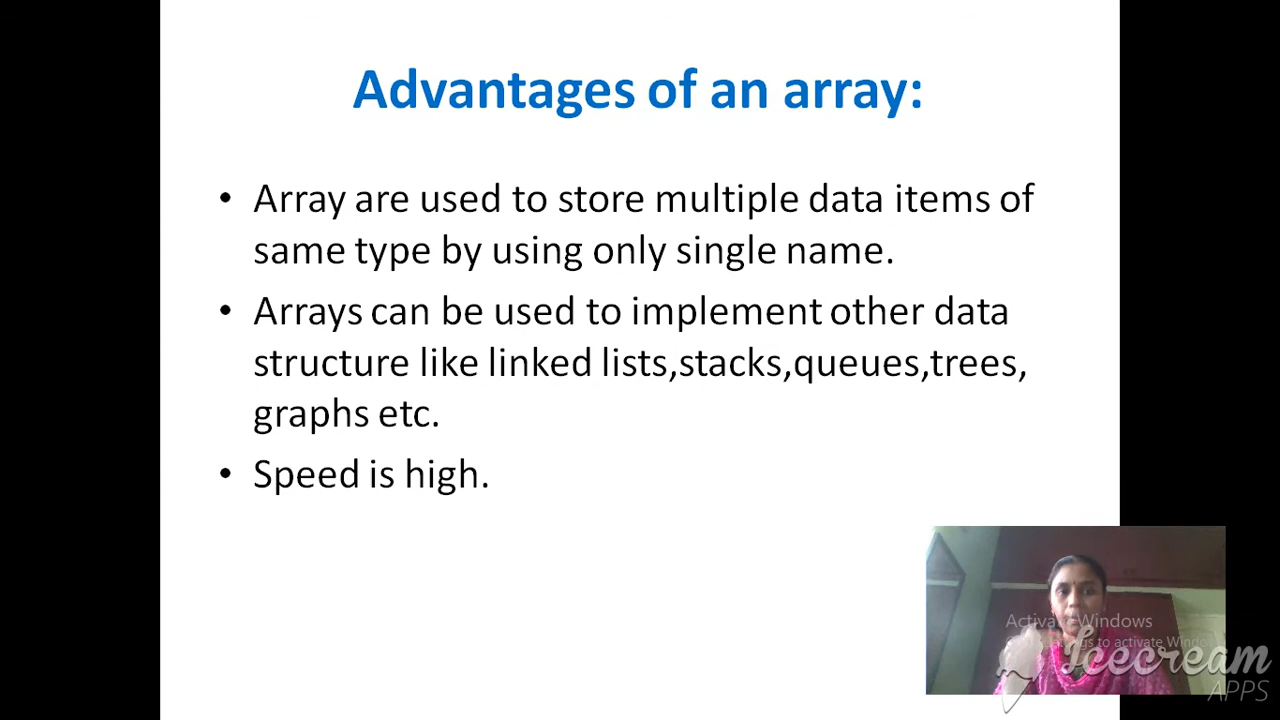 Advantages of an array:
• Array are used to store multiple data items of
same type by using only single name.
• Arrays can be used to implement other data
structure like linked lists,stacks,queues,trees,
graphs etc.
• Speed is high.
Activate Windows
to activate Windows
Icecream
APPS